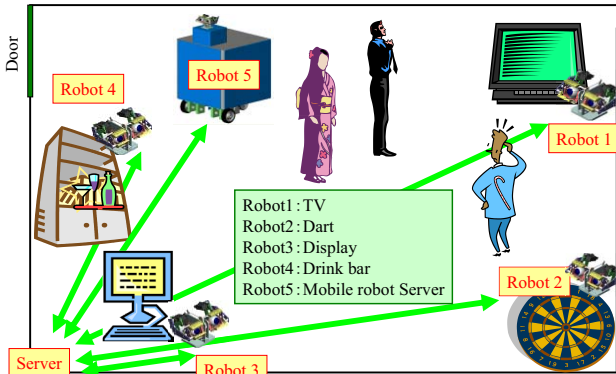 Door
Robot 5
Robot 4
Robot 1
Robot1:TV
Robot2:Dart
Robot3:Display
Robot4:Drink bar
Robot5:Mobile robot Server
Robot 2
Server
Robot 3